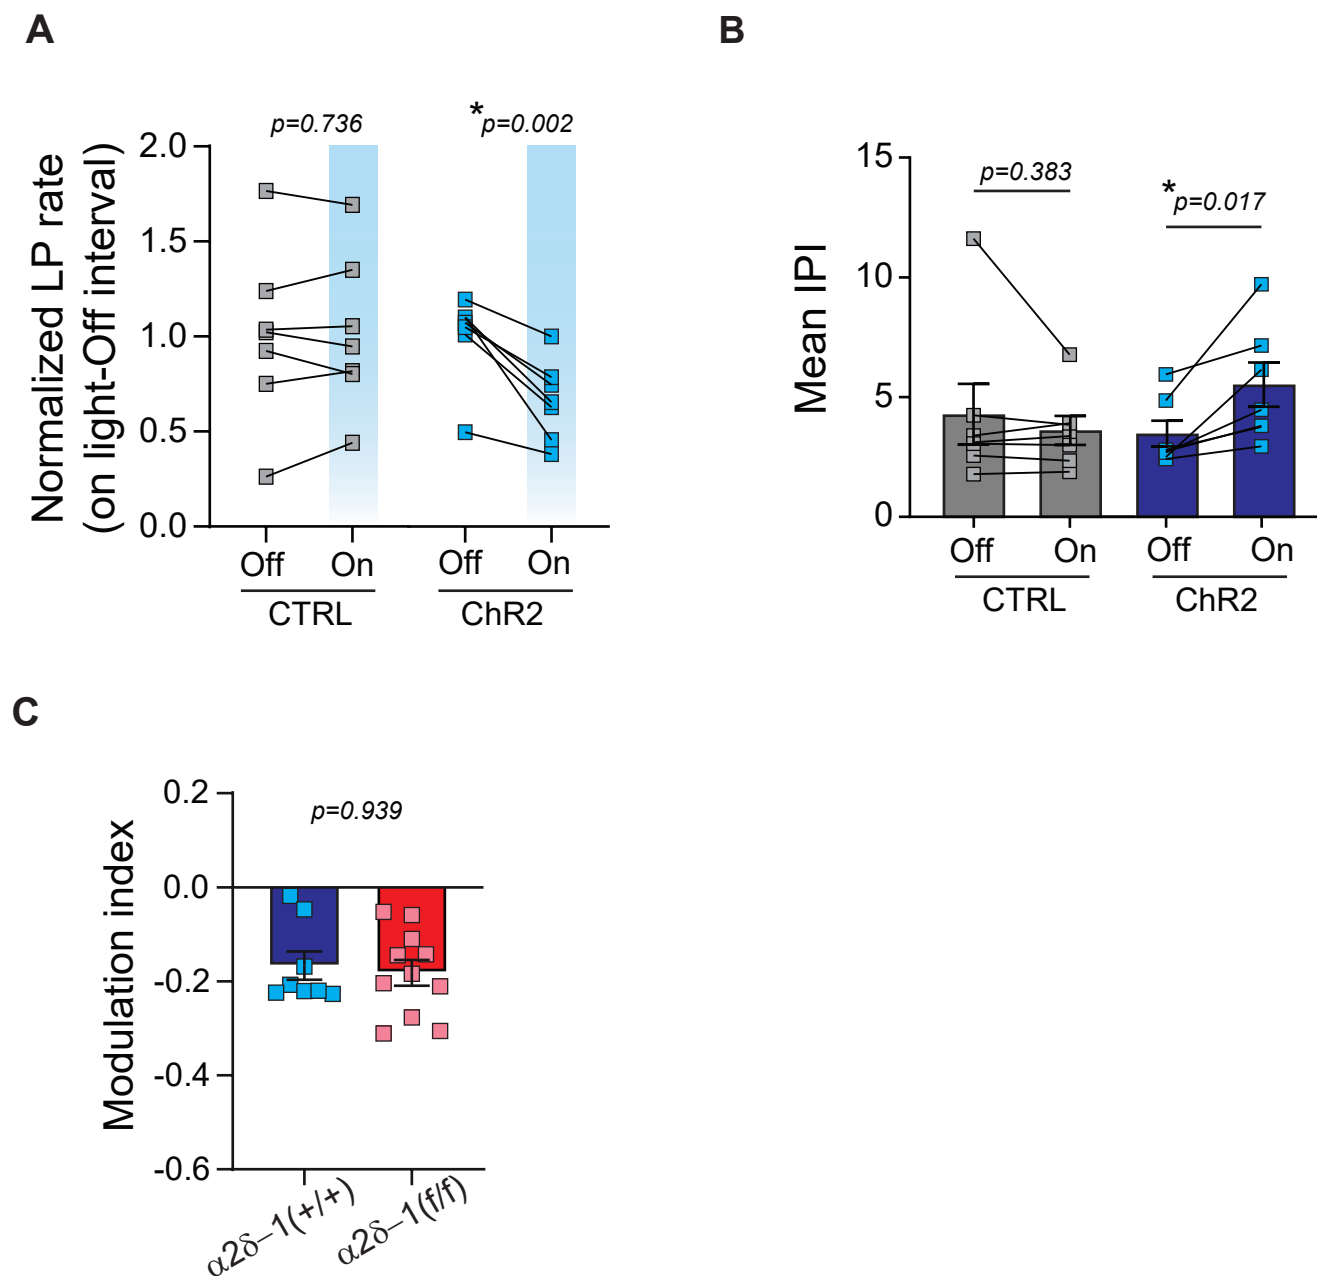 A
Normalized LP rate
(on light-Off interval)
p=0.736
*p=0.002
2.0
1.5
1.0
0.5
0.0
Off
On
Off
On
CTRL
ChR2
B
Mean IPI
p=0.383
*p=0.017
15
10
5
0
Off
On
Off
On
CTRL
ChR2
C
Modulation index
p=0.939
0.2
0.0
-0.2
-0.4
-0.6
α2δ–1(+/+)
α2δ–1(f/f)